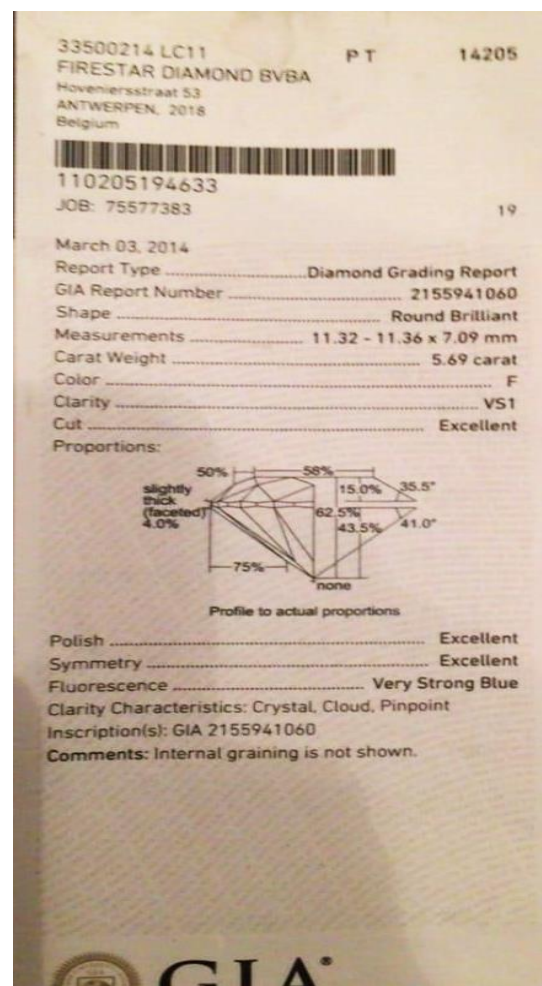 33500214 LC11 PT 14205
FIRESTAR DIAMOND BVBA
Hoveniersstraat 53
ANTWERPEN, 2018
Belgium
110205194633
JOB: 75577383 19
March 03, 2014
Report Type ........ Diamond Grading Report
GIA Report Number ........ 2155941060
Shape ........ Round Brilliant
Measurements ........ 11.32 - 11.36 x 7.09 mm
Carat Weight ........ 5.69 carat
Color ........ F
Clarity ........ VS1
Cut ........ Excellent
Proportions:
50% 58%
slightly 15.0% 35.5°
thick
(faceted) 62.5%
4.0% 43.5% 41.0°
75%
none
Profile to actual proportions
Polish ........ Excellent
Symmetry ........ Excellent
Fluorescence ........ Very Strong Blue
Clarity Characteristics: Crystal, Cloud, Pinpoint
Inscription(s): GIA 2155941060
Comments: Internal graining is not shown.
GIA®